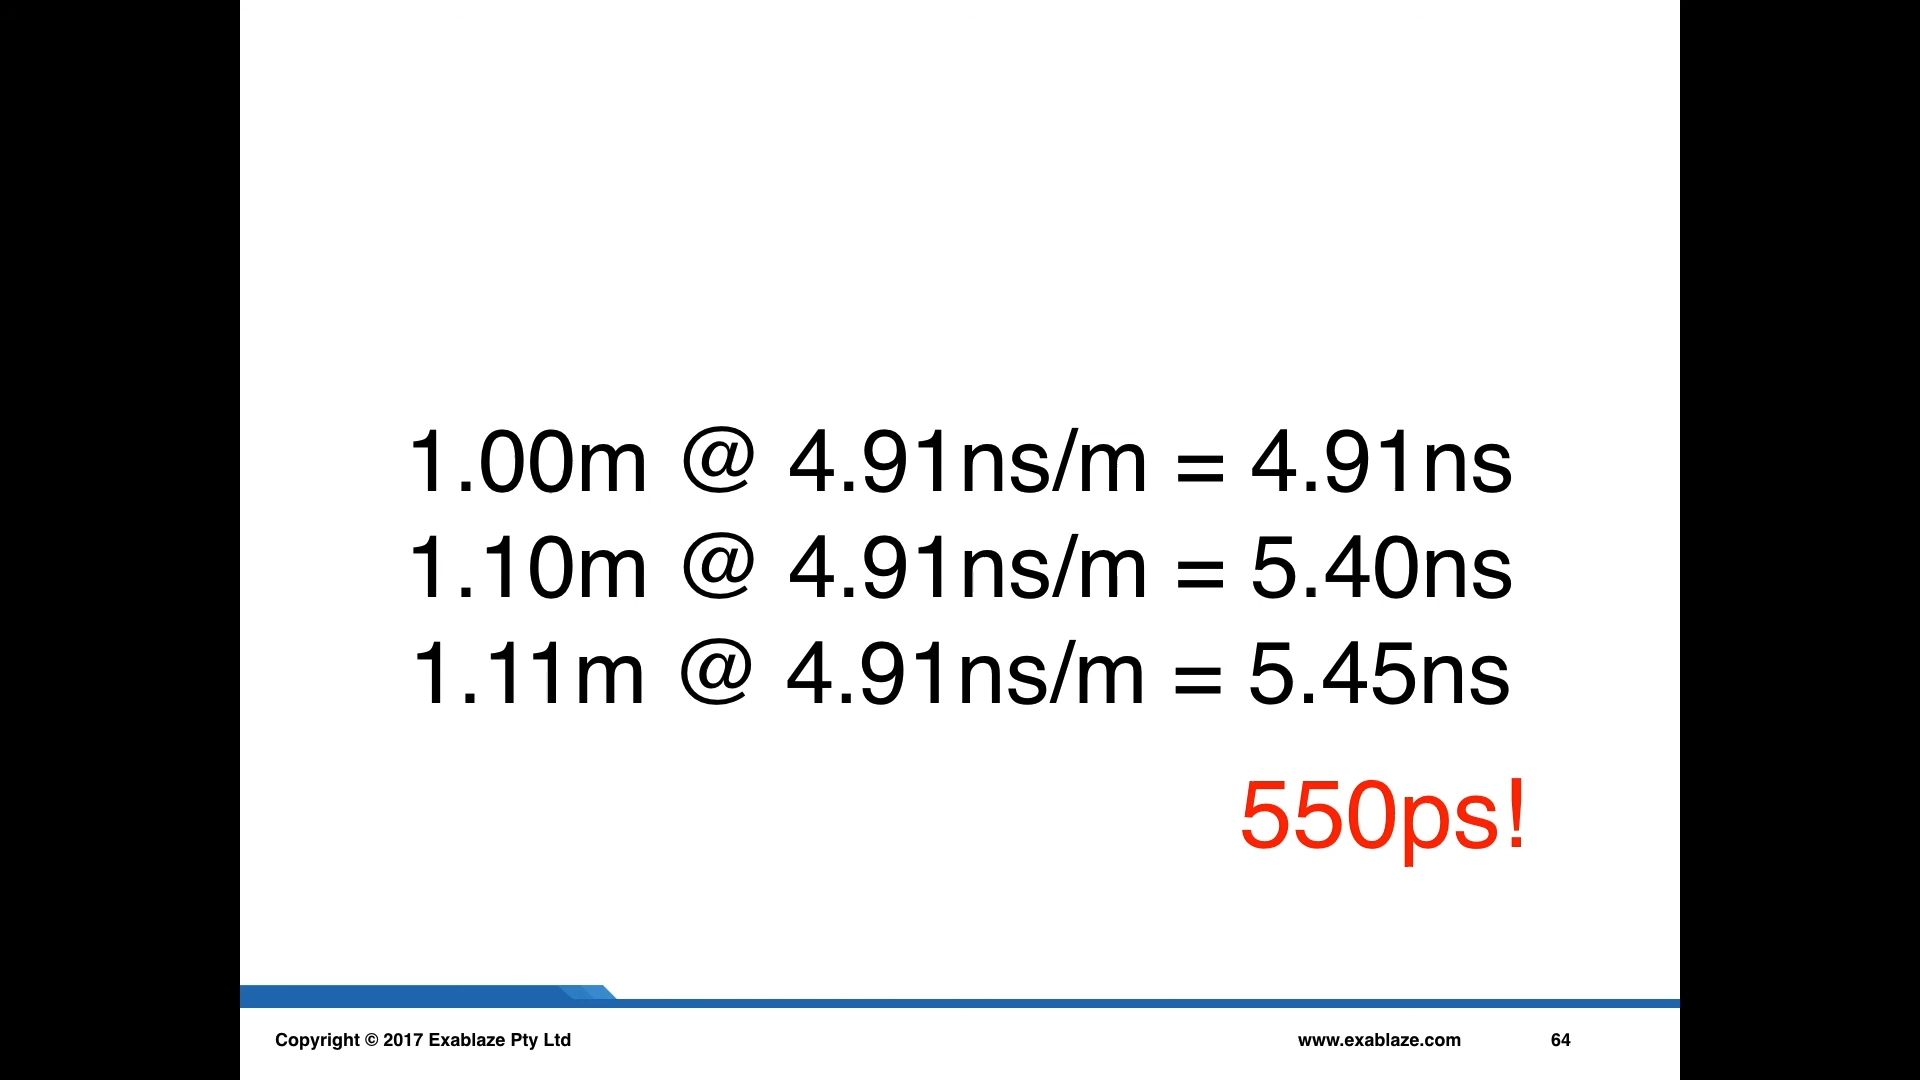 1.00m @ 4.91ns/m = 4.91ns
1.10m @ 4.91ns/m = 5.40ns
1.11m @ 4.91ns/m = 5.45ns
550ps!
Copyright © 2017 Exablaze Pty Ltd
www.exablaze.com
64